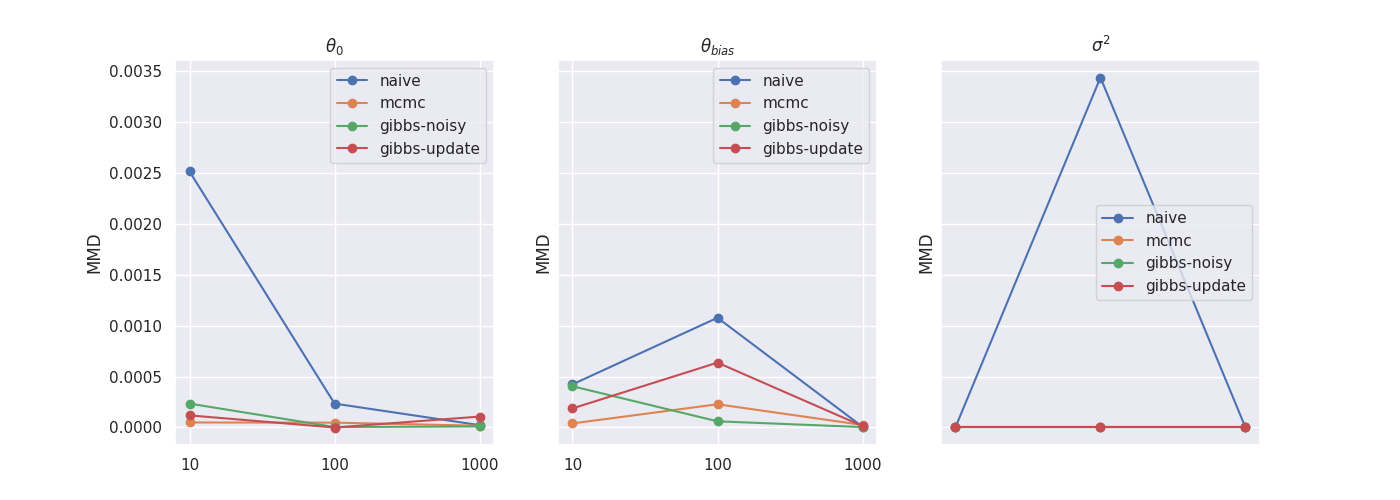 θ0
θbias
σ2
MMD
0.0035
0.0030
0.0025
0.0020
0.0015
0.0010
0.0005
0.0000
10
100
1000
naive
mcmc
gibbs-noisy
gibbs-update
MMD
10
100
1000
naive
mcmc
gibbs-noisy
gibbs-update
MMD
naive
mcmc
gibbs-noisy
gibbs-update